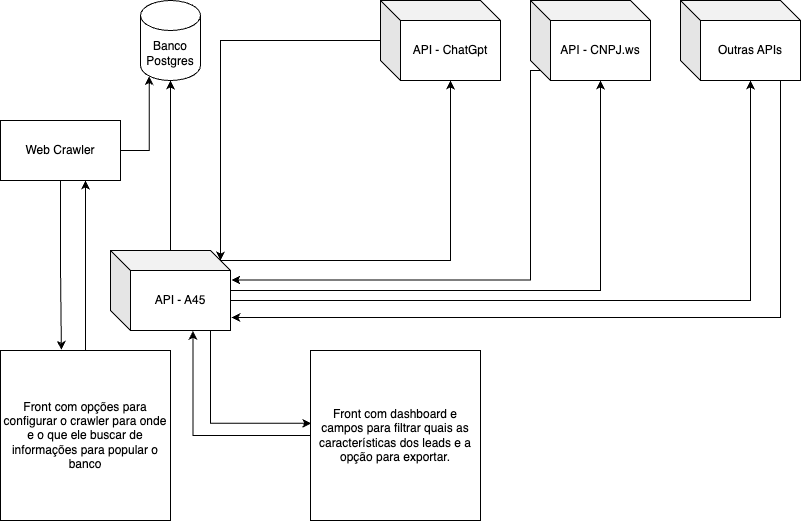 Banco
Postgres
API - ChatGpt
API - CNPJ.ws
Outras APIs
Web Crawler
API - A45
Front com opções para
configurar o crawler para onde
e o que ele buscar de
informações para popular o
banco
Front com dashboard e
campos para filtrar quais as
características dos leads e a
opção para exportar.